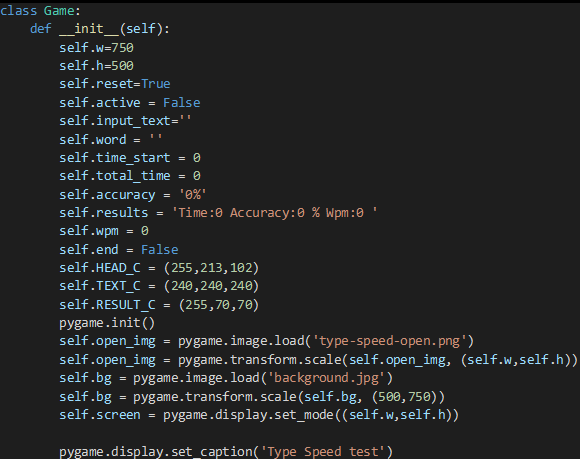 class Game:
    def __init__(self):
        self.w=750
        self.h=500
        self.reset=True
        self.active = False
        self.input_text=''
        self.word = ''
        self.time_start = 0
        self.total_time = 0
        self.accuracy = '0%'
        self.results = 'Time:0 Accuracy:0 % Wpm:0 '
        self.wpm = 0
        self.end = False
        self.HEAD_C = (255,213,102)
        self.TEXT_C = (240,240,240)
        self.RESULT_C = (255,70,70)
        pygame.init()
        self.open_img = pygame.image.load('type-speed-open.png')
        self.open_img = pygame.transform.scale(self.open_img, (self.w,self.h))
        self.bg = pygame.image.load('background.jpg')
        self.bg = pygame.transform.scale(self.bg, (500,750))
        self.screen = pygame.display.set_mode((self.w,self.h))
        pygame.display.set_caption('Type Speed test')